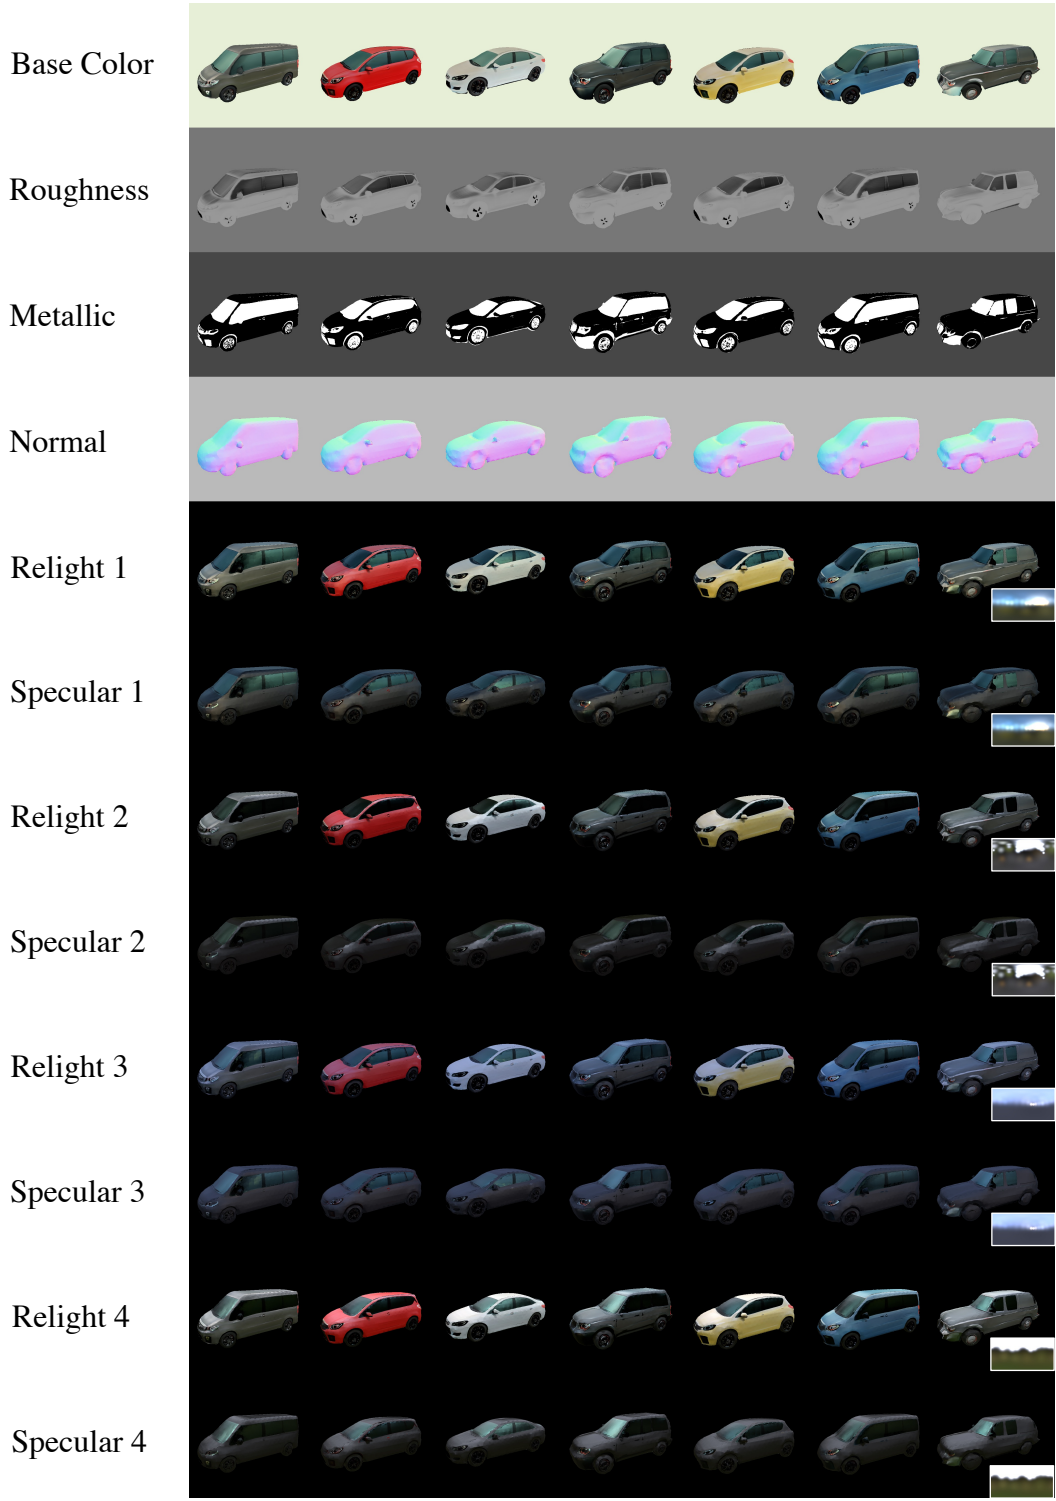 Base Color
Roughness
Metallic
Normal
Relight 1
Specular 1
Relight 2
Specular 2
Relight 3
Specular 3
Relight 4
Specular 4